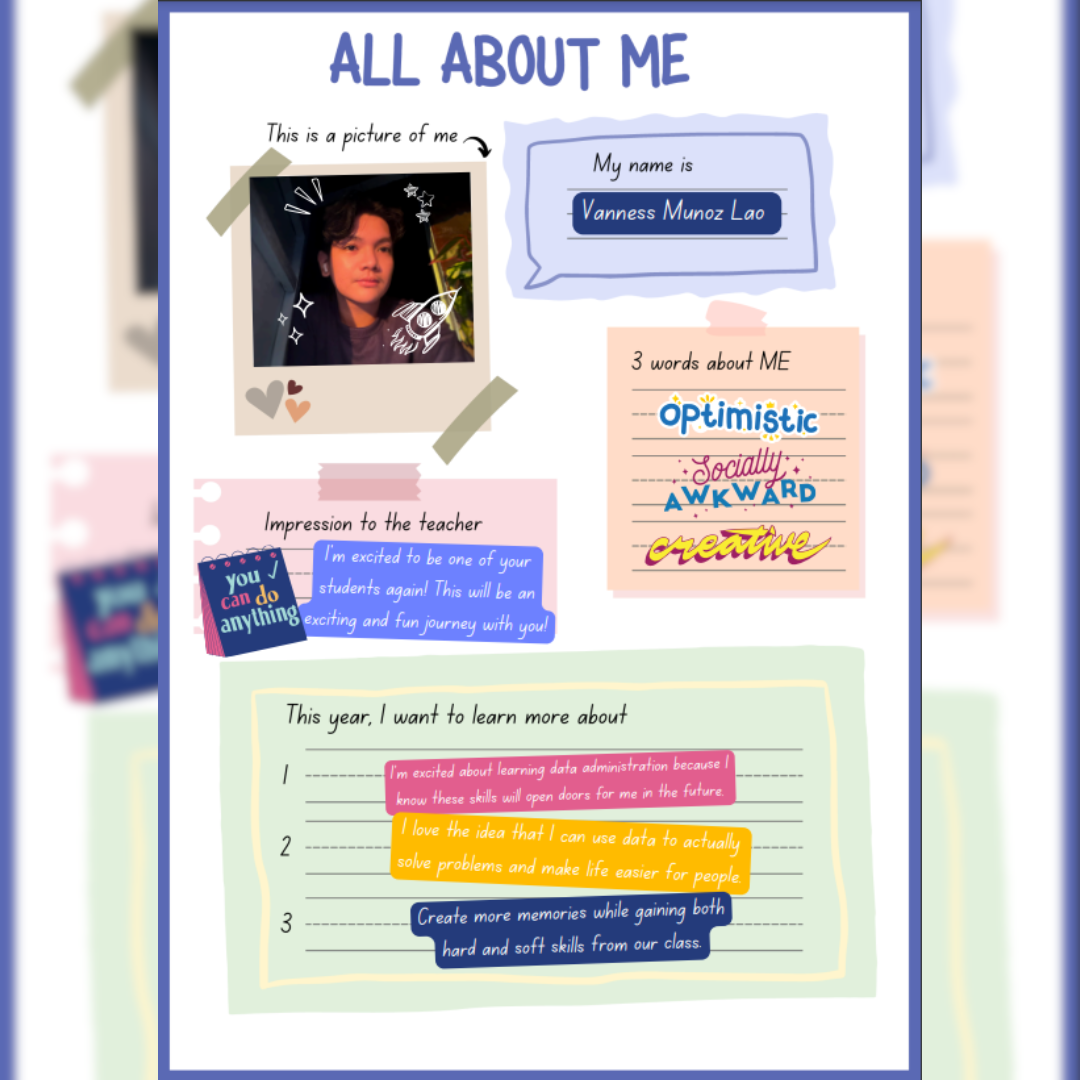 ALL ABOUT ME
This is a picture of me
My name is
Vanness Munoz Lao
3 words about ME
optimistic
Socially
AWKWARD
creative
Impression to the teacher
I'm excited to be one of your
students again! This will be an
exciting and fun journey with you!
you
can do
anything
This year, I want to learn more about
1
I'm excited about learning data administration because I
know these skills will open doors for me in the future.
2
I love the idea that I can use data to actually
solve problems and make life easier for people.
3
Create more memories while gaining both
hard and soft skills from our class.